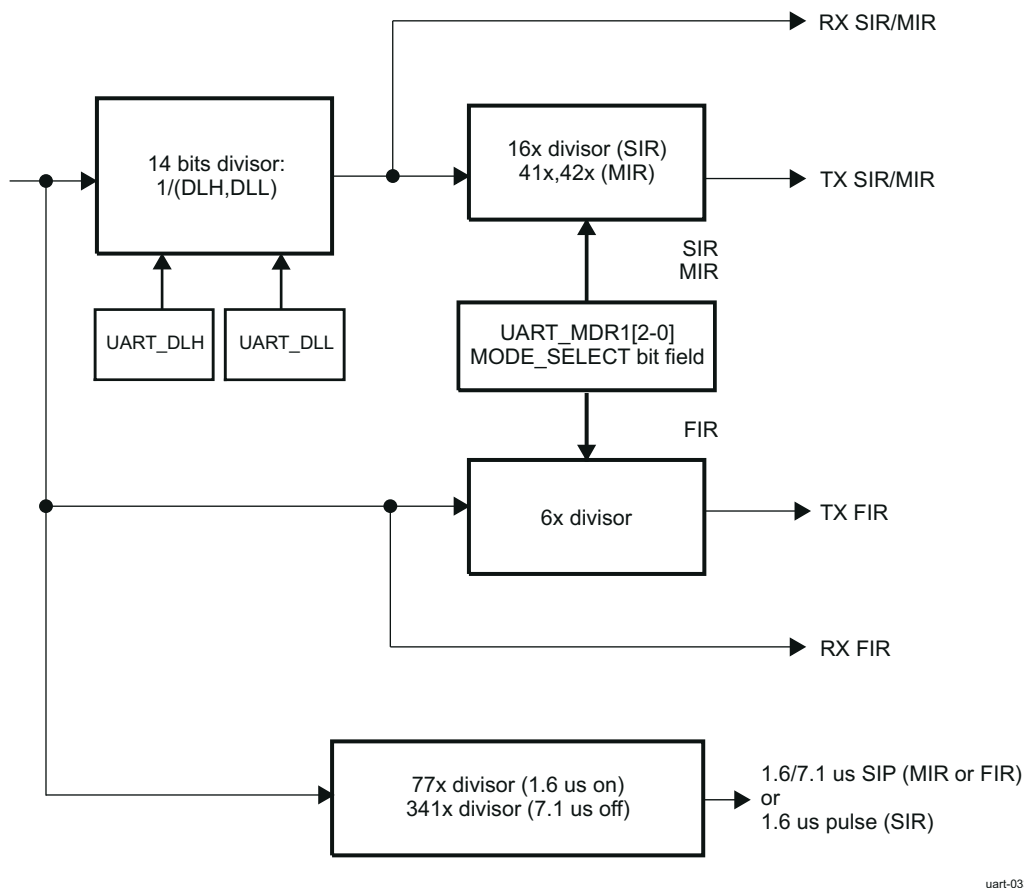 RX SIR/MIR
14 bits divisor:
1/(DLH,DLL)
16x divisor (SIR)
41x,42x (MIR)
TX SIR/MIR
SIR
MIR
UART_DLH
UART_DLL
UART_MDR1[2-0]
MODE_SELECT bit field
FIR
6x divisor
TX FIR
RX FIR
77x divisor (1.6 us on)
341x divisor (7.1 us off)
1.6/7.1 us SIP (MIR or FIR)
or
1.6 us pulse (SIR)
uart-03